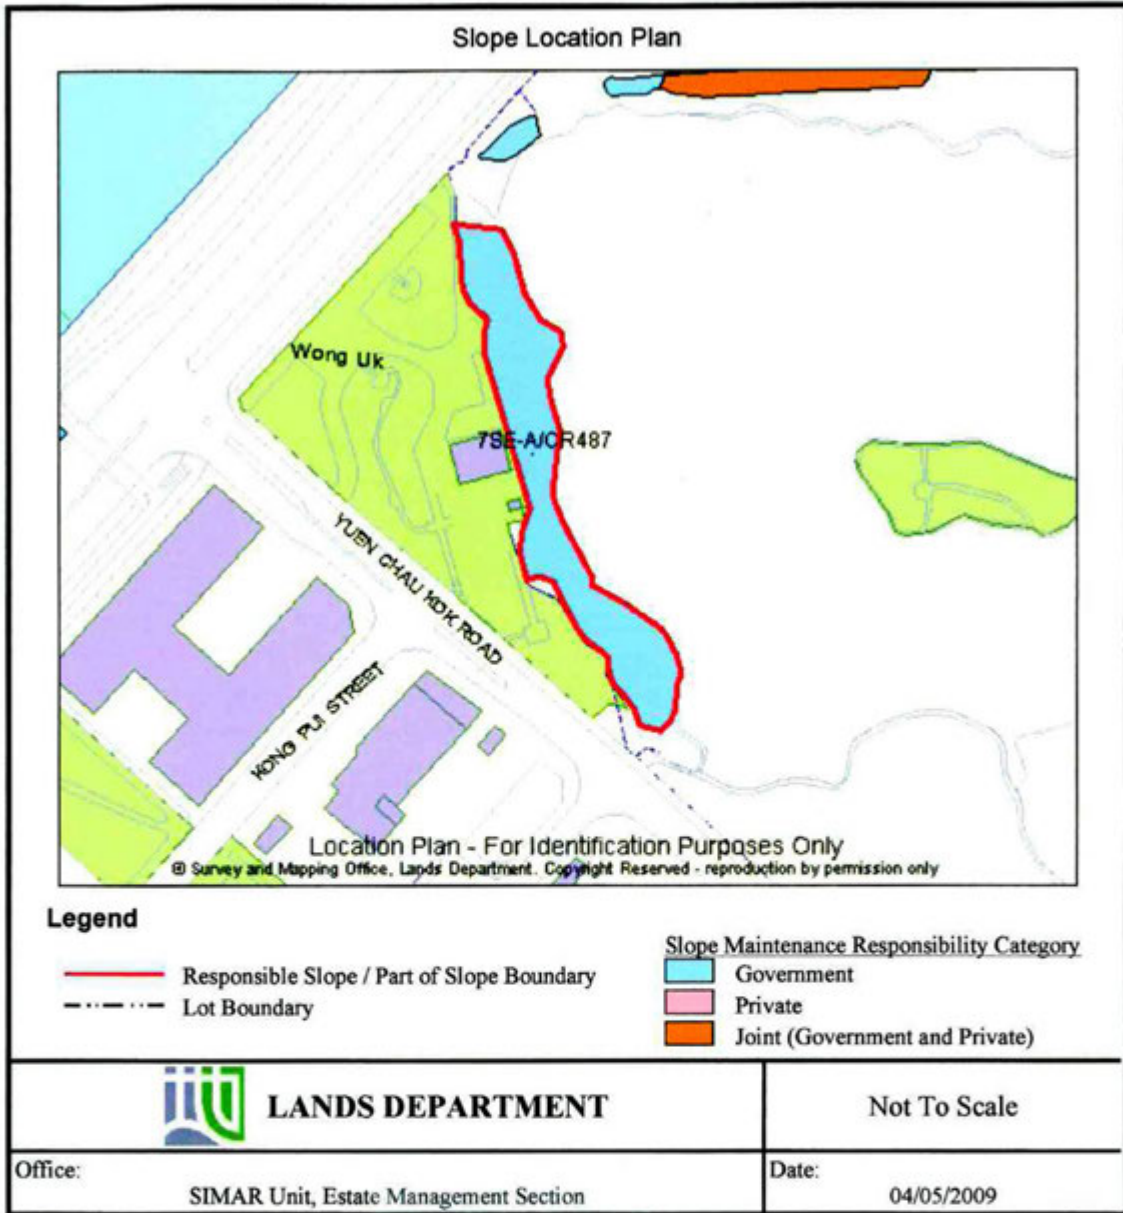 Slope Location Plan
Wong Uk
7SE-A/CR487
YUEN CHAU KOK ROAD
KONG PUI STREET
Location Plan - For Identification Purposes Only
@ Survey and Mapping Office, Lands Department. Copyright Reserved - reproduction by permission only
Legend
Responsible Slope / Part of Slope Boundary
Lot Boundary
Slope Maintenance Responsibility Category
Government
Private
Joint (Government and Private)
LANDS DEPARTMENT
Not To Scale
Office:
SIMAR Unit, Estate Management Section
Date:
04/05/2009